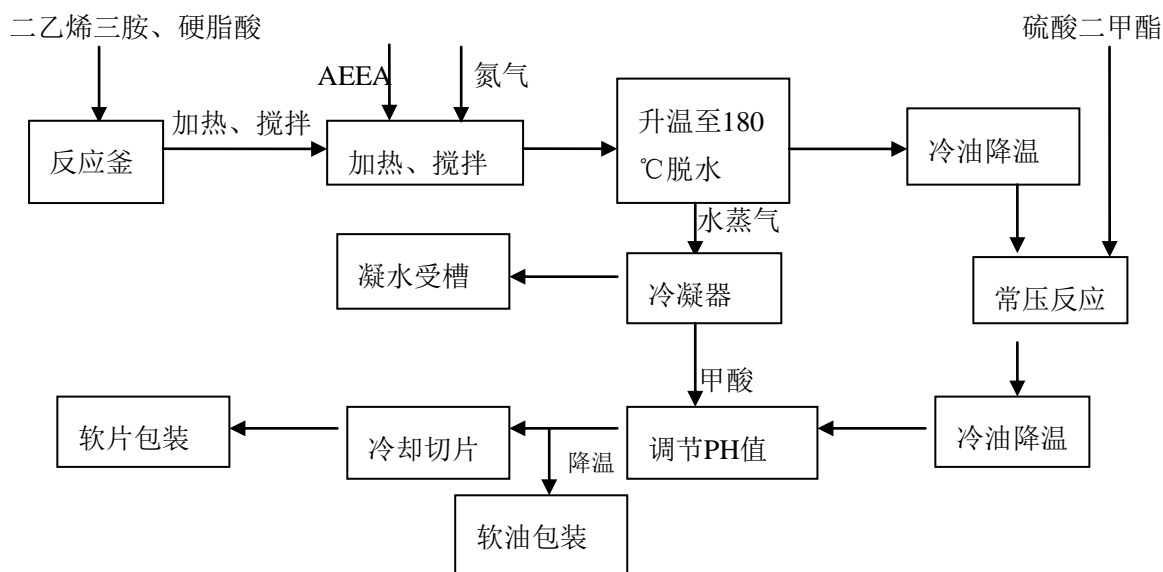 二乙烯三胺、硬脂酸
硫酸二甲酯
AEEA
氮气
加热、搅拌
反应釜
加热、搅拌
升温至180
℃脱水
冷油降温
水蒸气
凝水受槽
冷凝器
常压反应
甲酸
软片包装
冷却切片
降温
调节PH值
冷油降温
软油包装